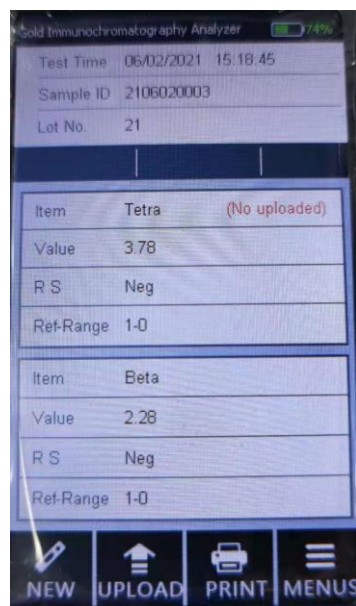 Gold Immunochromatography Analyzer 74%
Test Time 06/02/2021 15:18:45
Sample ID 2106020003
Lot No. 21
Item Tetra (No uploaded)
Value 3.78
R S Neg
Ref-Range 1-0
Item Beta
Value 2.28
R S Neg
Ref-Range 1-0
NEW UPLOAD PRINT MENUS